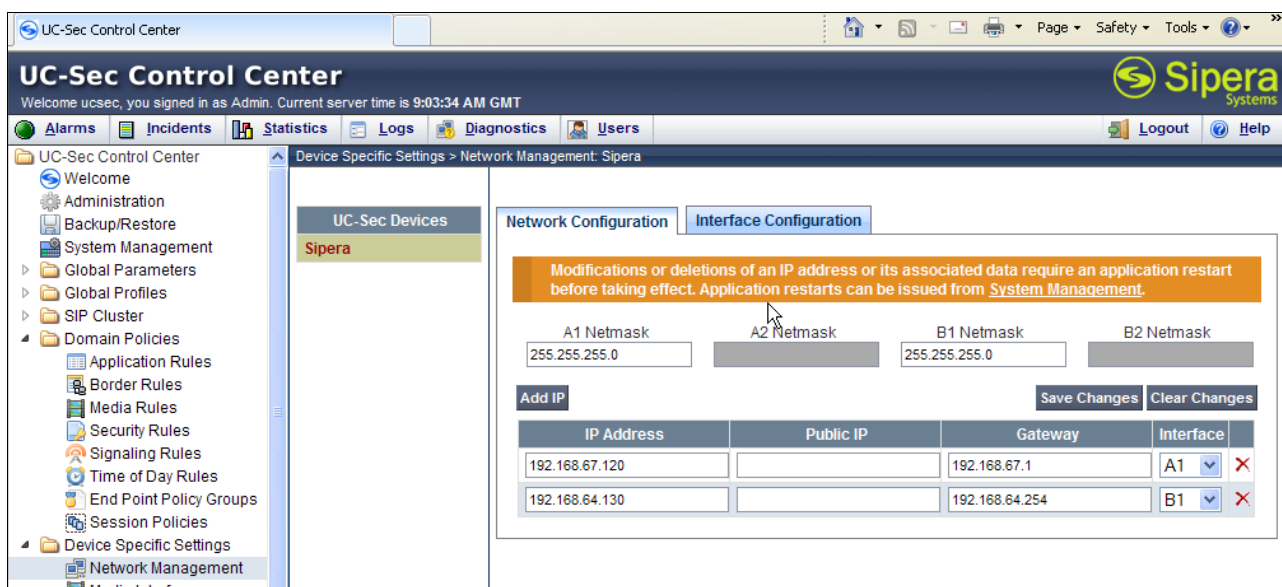 UC-Sec Control Center
Page Safety Tools »
UC-Sec Control Center
Welcome ucsec, you signed in as Admin. Current server time is 9:03:34 AM GMT
Sipera
Systems
Alarms Incidents Statistics Logs Diagnostics Users Logout Help
UC-Sec Control Center
Welcome
Administration
Backup/Restore
System Management
Global Parameters
Global Profiles
SIP Cluster
Domain Policies
Application Rules
Border Rules
Media Rules
Security Rules
Signaling Rules
Time of Day Rules
End Point Policy Groups
Session Policies
Device Specific Settings
Network Management
Device Specific Settings > Network Management: Sipera
UC-Sec Devices
Sipera
Network Configuration Interface Configuration
Modifications or deletions of an IP address or its associated data require an application restart
before taking effect. Application restarts can be issued from System Management.
A1 Netmask A2 Netmask B1 Netmask B2 Netmask
255.255.255.0 255.255.255.0
Add IP Save Changes Clear Changes
IP Address Public IP Gateway Interface
192.168.67.120 192.168.67.1 A1
192.168.64.130 192.168.64.254 B1